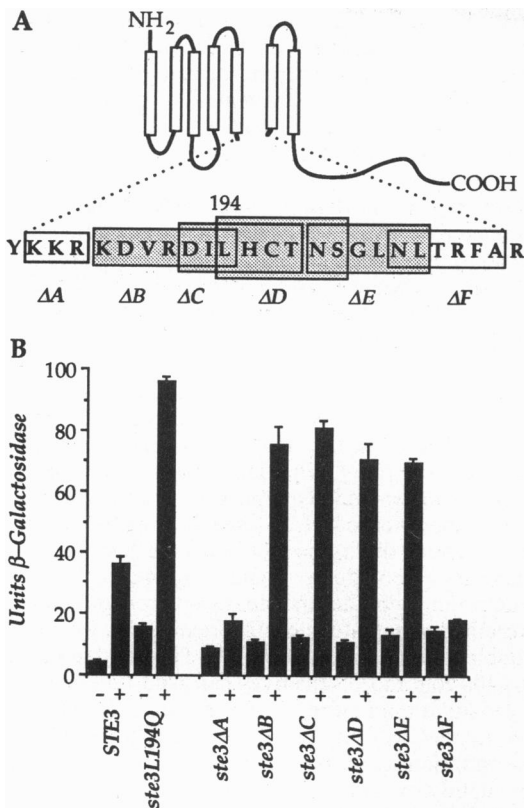 A
NH2
COOH
194
Y K K R K D V R D I L H C T N S G L N L T R F A R
ΔA ΔB ΔC ΔD ΔE ΔF
B
Units β–Galactosidase
100
80
60
40
20
0
- + - + - + - + - + - + - + - +
STE3 ste3L194Q ste3ΔA ste3ΔB ste3ΔC ste3ΔD ste3ΔE ste3ΔF